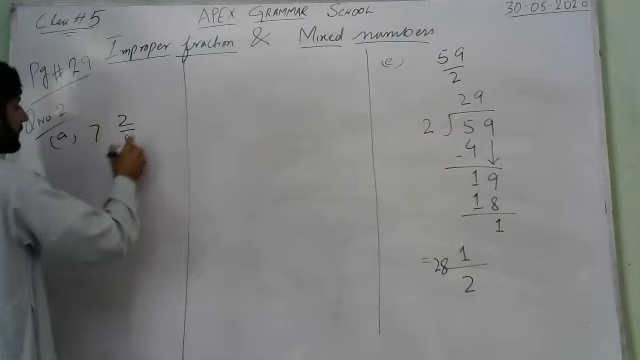 Class # 5
APEX GRAMMAR SCHOOL
30-05-2020
Improper fraction & Mixed numbers
Pg # 29
Q No 2
(a, 7 2/
(e)
59/2
29
2 √59
-4
19
18
1
= 28 1/2